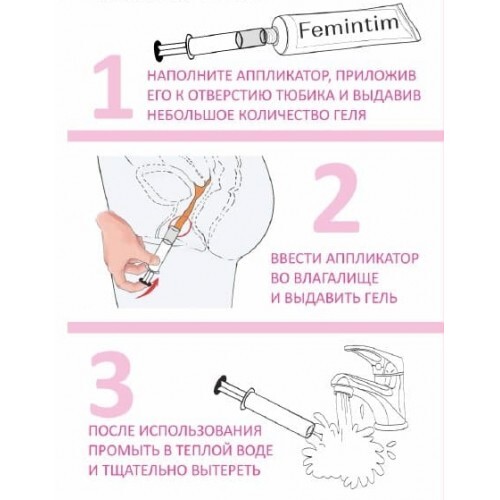 Femintim
1
НАПОЛНИТЕ АППЛИКАТОР, ПРИЛОЖИВ
ЕГО К ОТВЕРСТИЮ ТЮБИКА И ВЫДАВИВ
НЕБОЛЬШОЕ КОЛИЧЕСТВО ГЕЛЯ
2
ВВЕСТИ АППЛИКАТОР
ВО ВЛАГАЛИЩЕ
И ВЫДАВИТЬ ГЕЛЬ
3
ПОСЛЕ ИСПОЛЬЗОВАНИЯ
ПРОМЫТЬ В ТЕПЛОЙ ВОДЕ
И ТЩАТЕЛЬНО ВЫТЕРЕТЬ